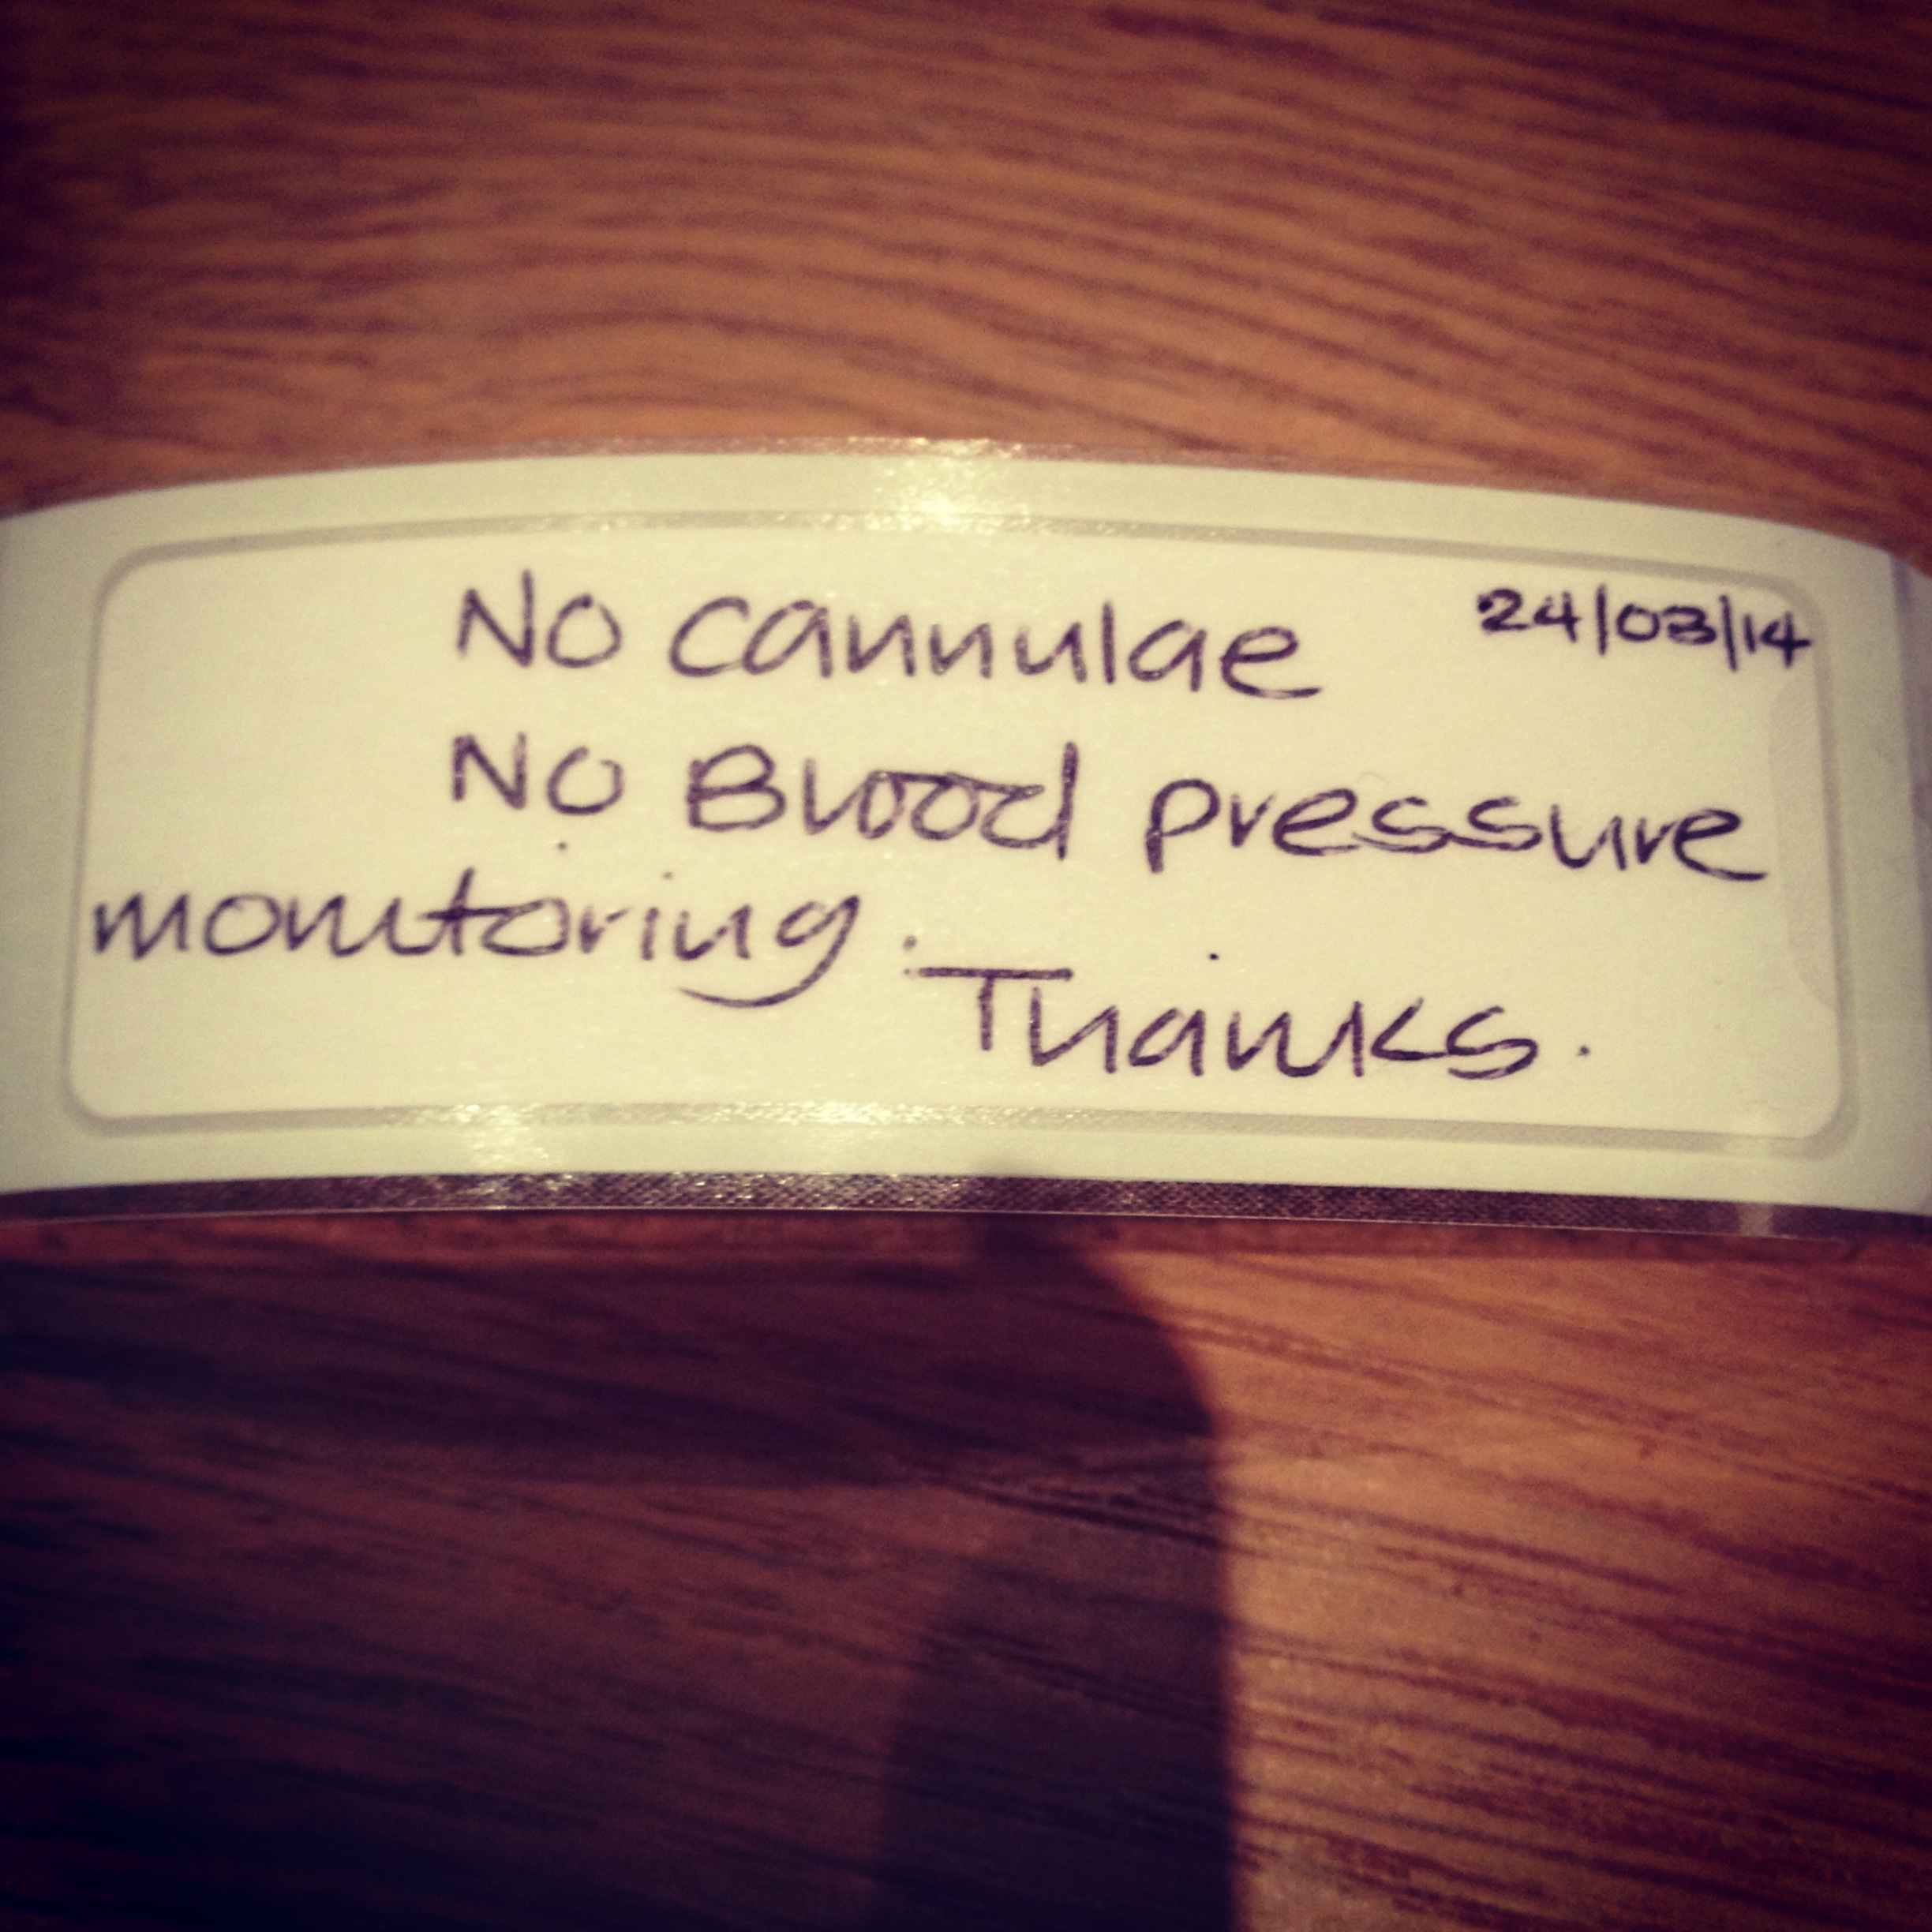 No cannulae 24/03/14
No Blood pressure
monitoring.
Thanks.